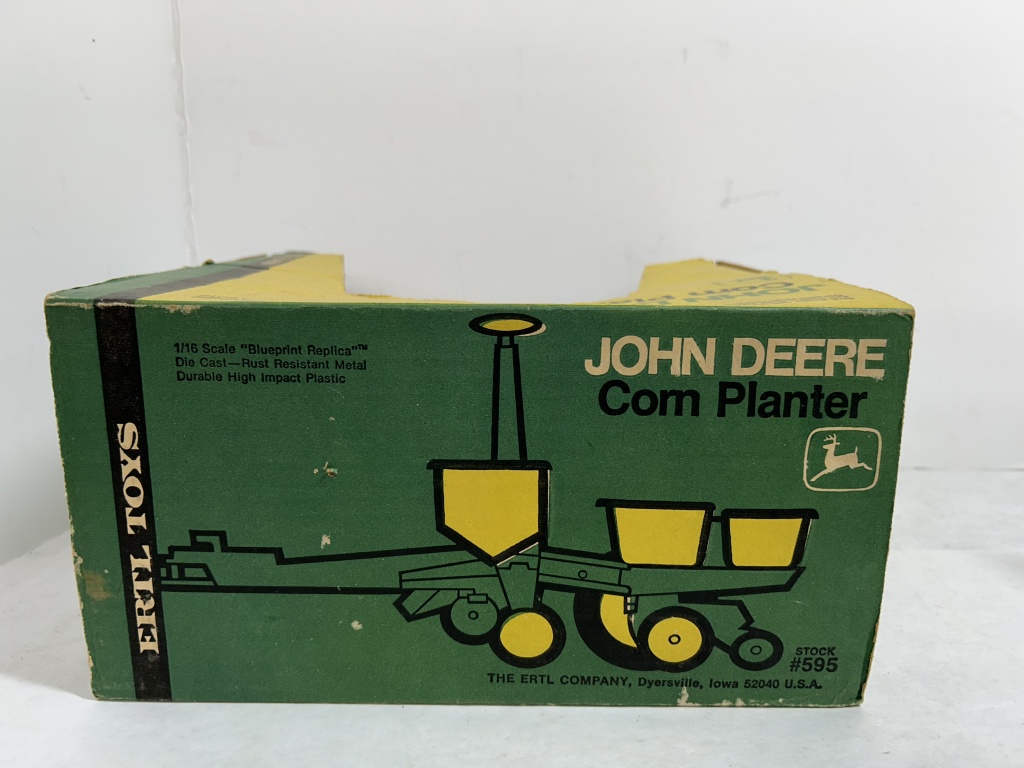 1/16 Scale "Blueprint Replica"™
Die Cast—Rust Resistant Metal
Durable High Impact Plastic
JOHN DEERE
Corn Planter
ERTL TOYS
STOCK
#595
THE ERTL COMPANY, Dyersville, Iowa 52040 U.S.A.